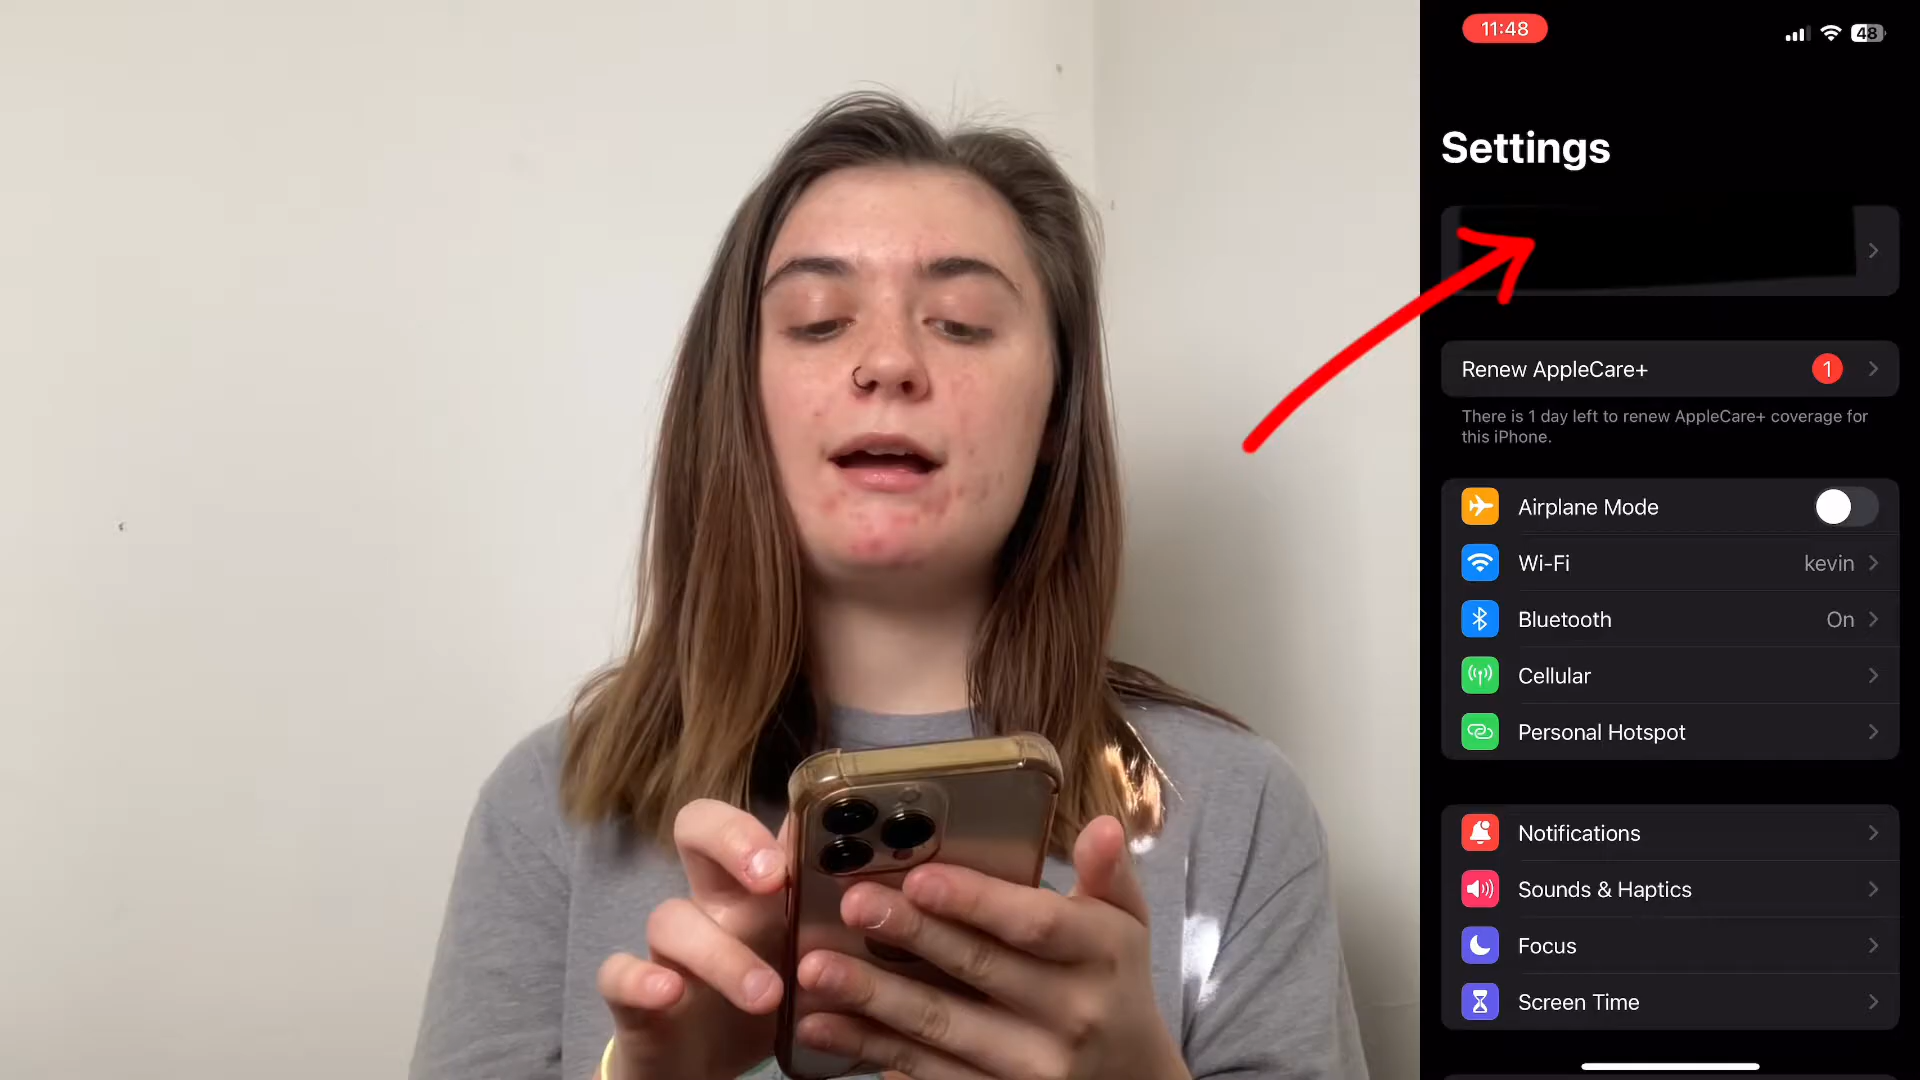 11:48
48
Settings
Renew AppleCare+
1
There is 1 day left to renew AppleCare+ coverage for
this iPhone.
Airplane Mode
Wi-Fi kevin
Bluetooth On
Cellular
Personal Hotspot
Notifications
Sounds & Haptics
Focus
Screen Time